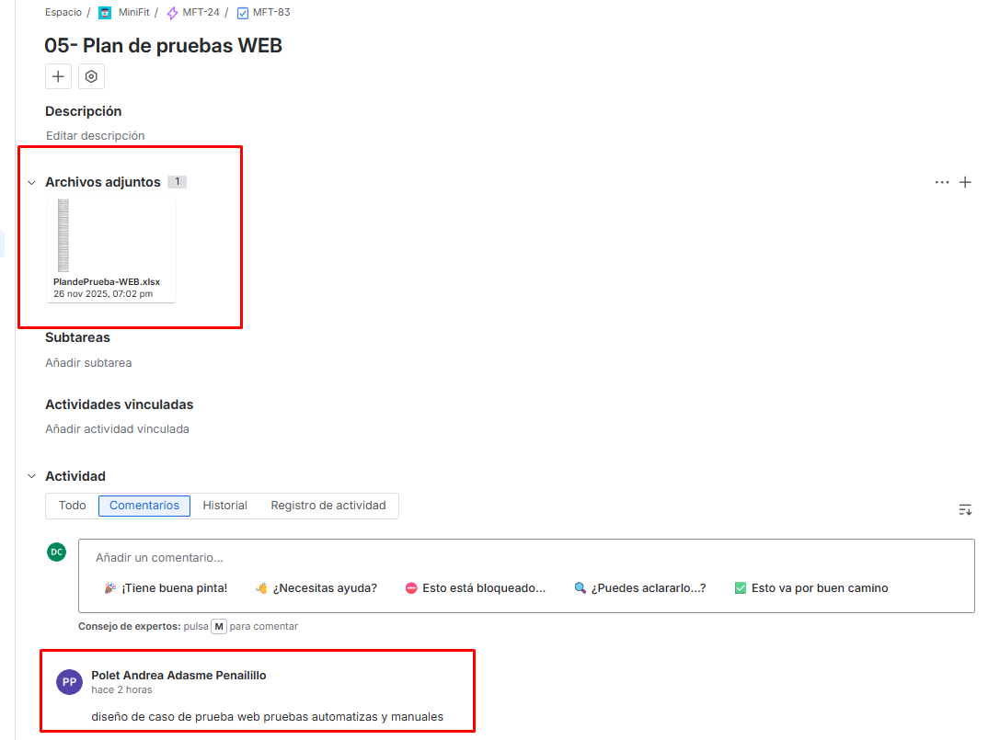 Espacio / MiniFit / MFT-24 / MFT-83
05- Plan de pruebas WEB
Descripción
Editar descripción
Archivos adjuntos 1
PlandePrueba-WEB.xlsx
26 nov 2025, 07:02 pm
Subtareas
Añadir subtarea
Actividades vinculadas
Añadir actividad vinculada
Actividad
Todo Comentarios Historial Registro de actividad
DC
Añadir un comentario...
¡Tiene buena pinta! ¿Necesitas ayuda? Esto está bloqueado... ¿Puedes aclararlo...? Esto va por buen camino
Consejo de expertos: pulsa M para comentar
PP
Polet Andrea Adasme Penailillo
hace 2 horas
diseño de caso de prueba web pruebas automatizas y manuales